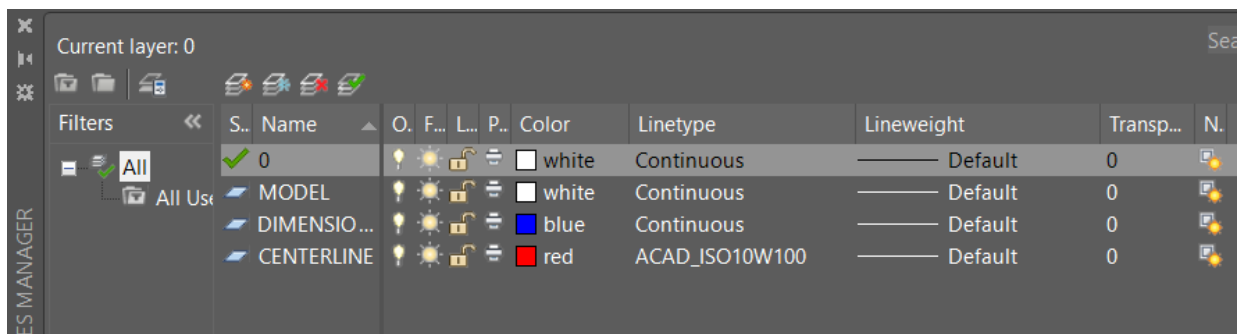 Current layer: 0
Sea
Filters
S.. Name O. F... L... P... Color Linetype Lineweight Transp... N.
All
All Use
0 white Continuous Default 0
MODEL white Continuous Default 0
DIMENSIO... blue Continuous Default 0
CENTERLINE red ACAD_ISO10W100 Default 0
ES MANAGER